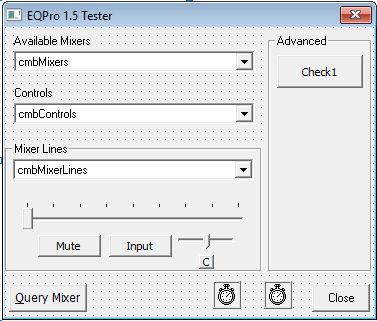 EQPro 1.5 Tester
Available Mixers
Advanced
cmbMixers
Check1
Controls
cmbControls
Mixer Lines
cmbMixerLines
Mute
Input
C
Query Mixer
Close